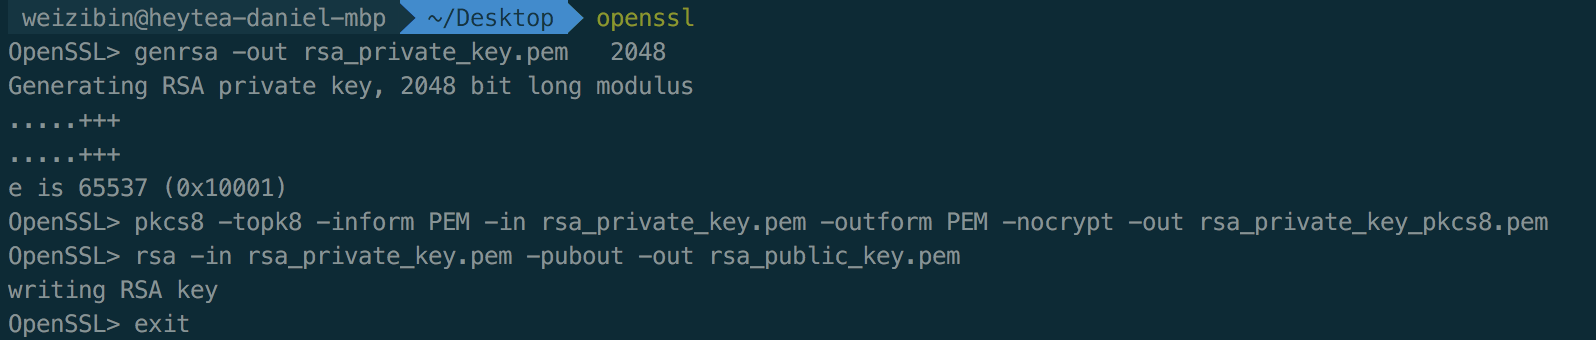 weizibin@heytea-daniel-mbp ~/Desktop openssl
OpenSSL> genrsa -out rsa_private_key.pem   2048
Generating RSA private key, 2048 bit long modulus
.....+++
.....+++
e is 65537 (0x10001)
OpenSSL> pkcs8 -topk8 -inform PEM -in rsa_private_key.pem -outform PEM -nocrypt -out rsa_private_key_pkcs8.pem
OpenSSL> rsa -in rsa_private_key.pem -pubout -out rsa_public_key.pem
writing RSA key
OpenSSL> exit